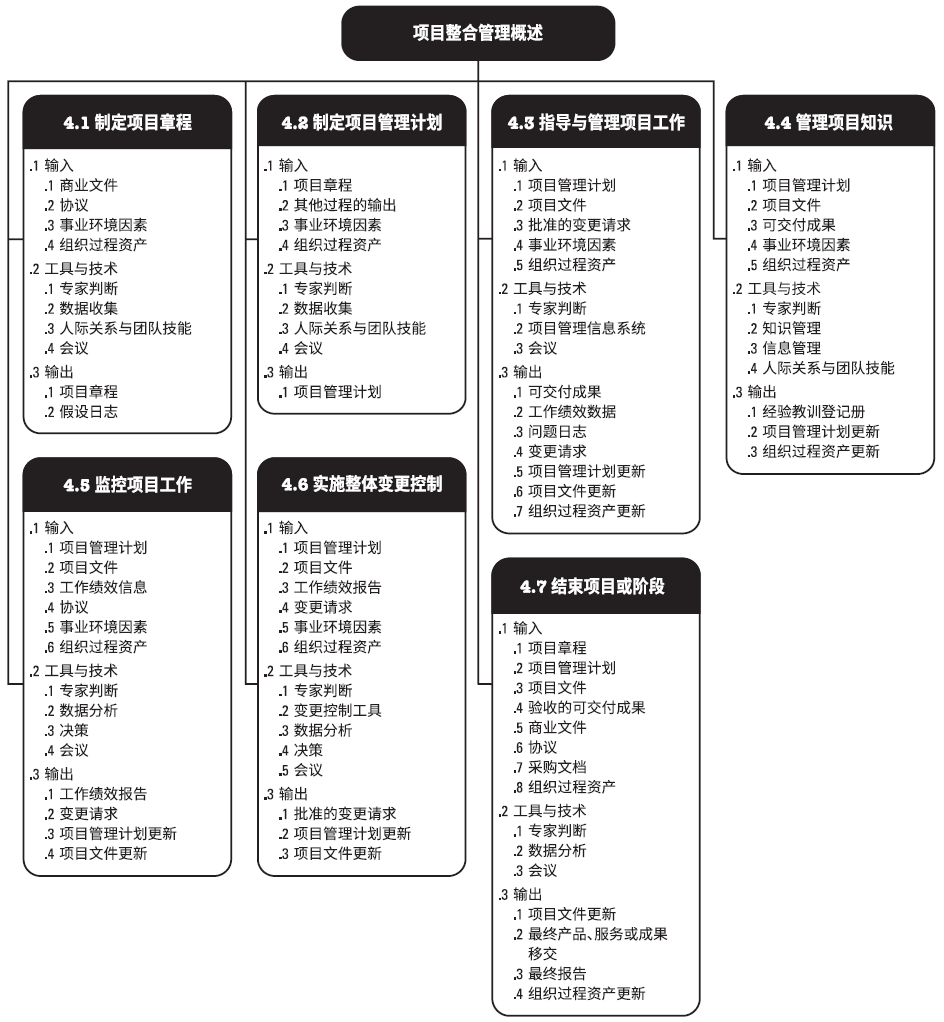 项目整合管理概述
4.1 制定项目章程
.1 输入
.1 商业文件
.2 协议
.3 事业环境因素
.4 组织过程资产
.2 工具与技术
.1 专家判断
.2 数据收集
.3 人际关系与团队技能
.4 会议
.3 输出
.1 项目章程
.2 假设日志
4.2 制定项目管理计划
.1 输入
.1 项目章程
.2 其他过程的输出
.3 事业环境因素
.4 组织过程资产
.2 工具与技术
.1 专家判断
.2 数据收集
.3 人际关系与团队技能
.4 会议
.3 输出
.1 项目管理计划
4.3 指导与管理项目工作
.1 输入
.1 项目管理计划
.2 项目文件
.3 批准的变更请求
.4 事业环境因素
.5 组织过程资产
.2 工具与技术
.1 专家判断
.2 项目管理信息系统
.3 会议
.3 输出
.1 可交付成果
.2 工作绩效数据
.3 问题日志
.4 变更请求
.5 项目管理计划更新
.6 项目文件更新
.7 组织过程资产更新
4.4 管理项目知识
.1 输入
.1 项目管理计划
.2 项目文件
.3 可交付成果
.4 事业环境因素
.5 组织过程资产
.2 工具与技术
.1 专家判断
.2 知识管理
.3 信息管理
.4 人际关系与团队技能
.3 输出
.1 经验教训登记册
.2 项目管理计划更新
.3 组织过程资产更新
4.5 监控项目工作
.1 输入
.1 项目管理计划
.2 项目文件
.3 工作绩效信息
.4 协议
.5 事业环境因素
.6 组织过程资产
.2 工具与技术
.1 专家判断
.2 数据分析
.3 决策
.4 会议
.3 输出
.1 工作绩效报告
.2 变更请求
.3 项目管理计划更新
.4 项目文件更新
4.6 实施整体变更控制
.1 输入
.1 项目管理计划
.2 项目文件
.3 工作绩效报告
.4 变更请求
.5 事业环境因素
.6 组织过程资产
.2 工具与技术
.1 专家判断
.2 变更控制工具
.3 数据分析
.4 决策
.5 会议
.3 输出
.1 批准的变更请求
.2 项目管理计划更新
.3 项目文件更新
4.7 结束项目或阶段
.1 输入
.1 项目章程
.2 项目管理计划
.3 项目文件
.4 验收的可交付成果
.5 商业文件
.6 协议
.7 采购文档
.8 组织过程资产
.2 工具与技术
.1 专家判断
.2 数据分析
.3 会议
.3 输出
.1 项目文件更新
.2 最终产品、服务或成果
移交
.3 最终报告
.4 组织过程资产更新